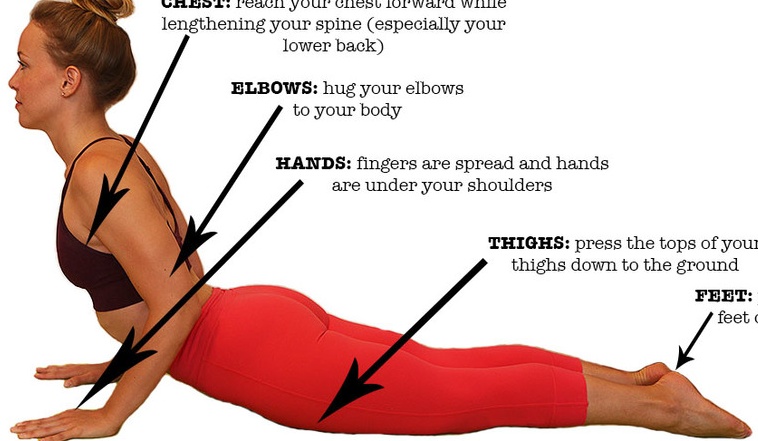 CHEST: reach your chest forward while
lengthening your spine (especially your
lower back)
ELBOWS: hug your elbows
to your body
HANDS: fingers are spread and hands
are under your shoulders
THIGHS: press the tops of your
thighs down to the ground
FEET:
feet